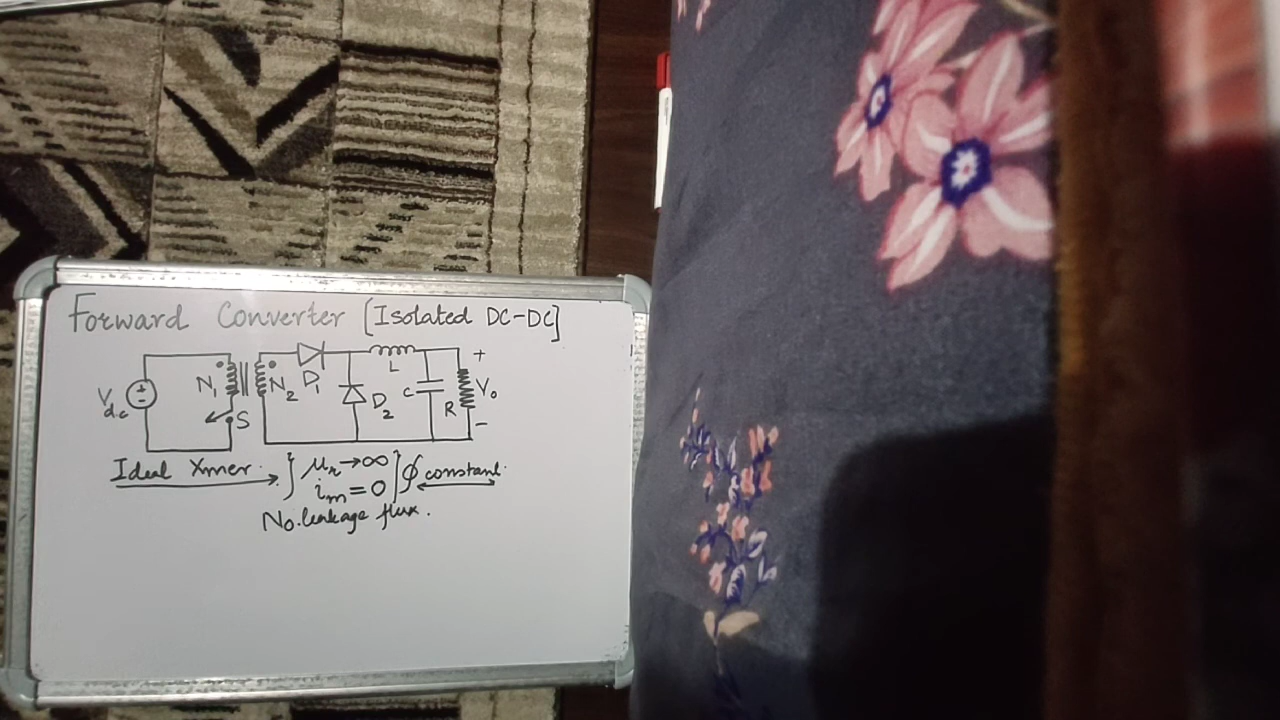 Forward Converter [Isolated DC-DC]
N1 N2 D1 L +
Vdc S D2 C R Vo
-
Ideal Xmer. } μr→∞ } ϕ constant.
im = 0
No leakage flux.